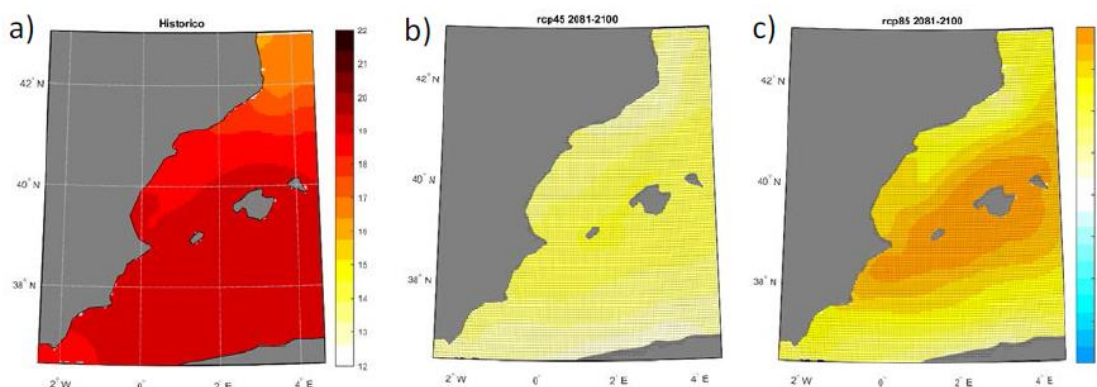 a)
Historico
42° N
40° N
38° N
2° W
0°
2° E
4° E
22
21
20
19
18
17
16
15
14
13
12
b)
rcp45 2081-2100
42° N
40° N
38° N
2° W
0°
2° E
4° E
c)
rcp85 2081-2100
42° N
40° N
38° N
2° W
0°
2° E
4° E